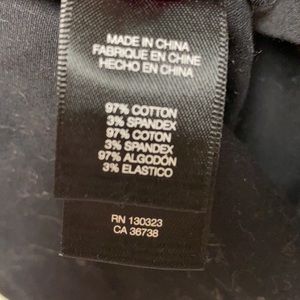 MADE IN CHINA
FABRIQUE EN CHINE
HECHO EN CHINA
97% COTTON
3% SPANDEX
97% COTON
3% SPANDEX
97% ALGODÓN
3% ELASTICO
RN 130323
CA 36738